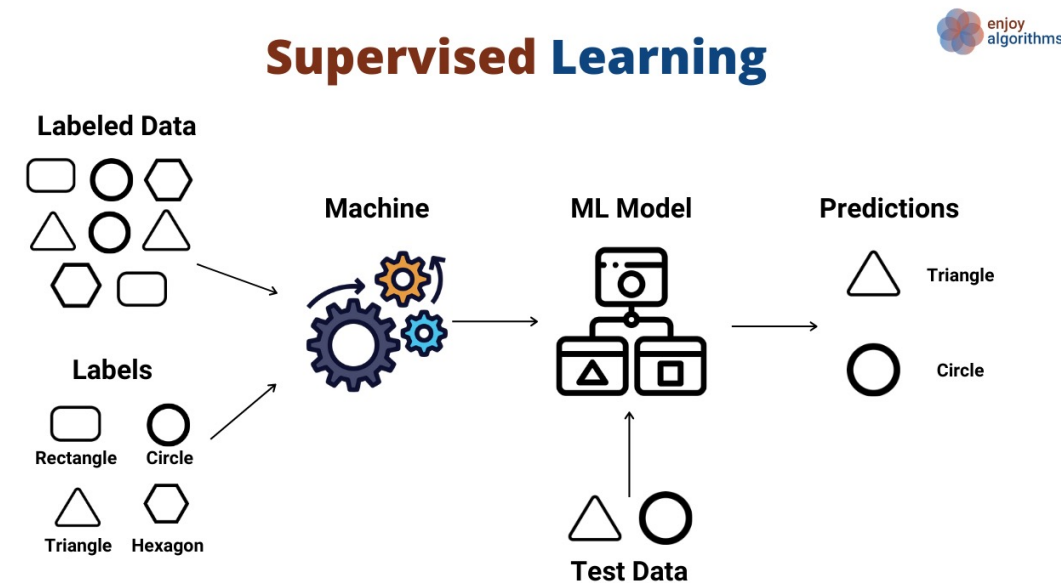 enjoy
algorithms
Supervised Learning
Labeled Data
Machine
ML Model
Predictions
Triangle
Circle
Labels
Rectangle Circle
Triangle Hexagon
Test Data